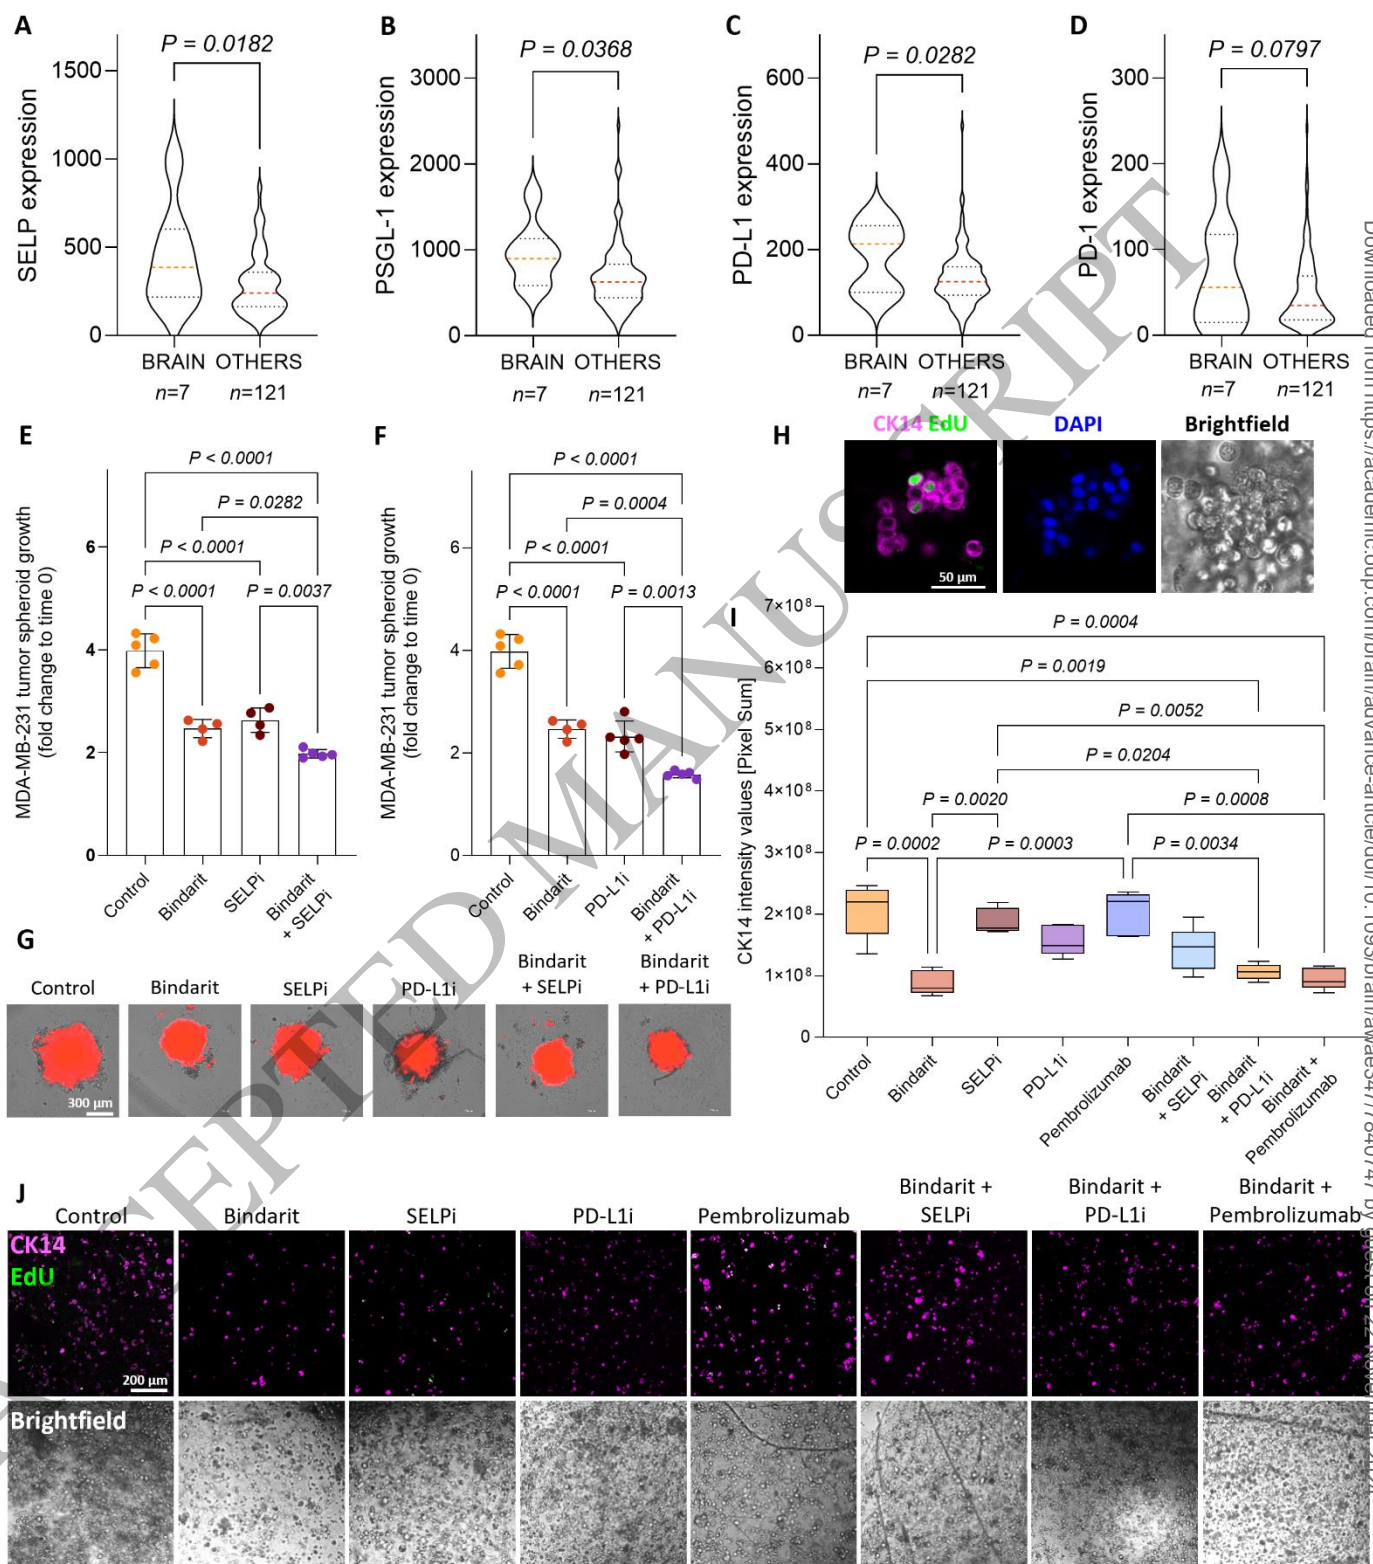 A
P = 0.0182
SELP expression
1500
1000
500
0
BRAIN OTHERS
n=7 n=121
B
P = 0.0368
PSGL-1 expression
3000
2000
1000
0
BRAIN OTHERS
n=7 n=121
C
P = 0.0282
PD-L1 expression
600
400
200
0
BRAIN OTHERS
n=7 n=121
D
P = 0.0797
PD-1 expression
300
200
100
0
BRAIN OTHERS
n=7 n=121
E
P < 0.0001
P = 0.0282
P < 0.0001
P < 0.0001 P = 0.0037
MDA-MB-231 tumor spheroid growth
(fold change to time 0)
6
4
2
0
Control
Bindarit
SELPi
Bindarit
+ SELPi
F
P < 0.0001
P = 0.0004
P < 0.0001
P < 0.0001 P = 0.0013
MDA-MB-231 tumor spheroid growth
(fold change to time 0)
6
4
2
0
Control
Bindarit
PD-L1i
Bindarit
+ PD-L1i
G
Control
Bindarit
SELPi
PD-L1i
Bindarit
+ SELPi
Bindarit
+ PD-L1i
300 µm
H
CK14 EdU
DAPI
Brightfield
50 µm
I
P = 0.0004
P = 0.0019
P = 0.0052
P = 0.0204
P = 0.0020 P = 0.0008
P = 0.0002 P = 0.0003 P = 0.0034
CK14 intensity values [Pixel Sum]
7×10⁸
6×10⁸
5×10⁸
4×10⁸
3×10⁸
2×10⁸
1×10⁸
0
Control
Bindarit
SELPi
PD-L1i
Pembrolizumab
Bindarit
+ SELPi
Bindarit
+ PD-L1i
Bindarit +
Pembrolizumab
J
Control
Bindarit
SELPi
PD-L1i
Pembrolizumab
Bindarit +
SELPi
Bindarit +
PD-L1i
Bindarit +
Pembrolizumab
CK14
EdU
200 µm
Brightfield
ACCEPTED MANUSCRIPT